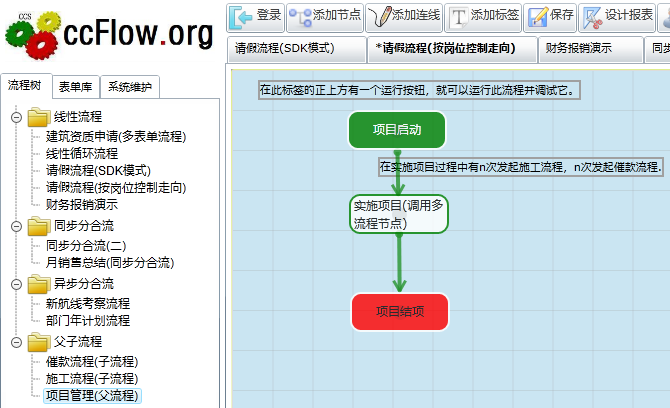 CCS
ccFlow.org
登录
添加节点
添加连线
添加标签
保存
设计报表
请假流程(SDK模式)
*请假流程(按岗位控制走向)
财务报销演示
同步
流程树
表单库
系统维护
线性流程
建筑资质申请(多表单流程)
线性循环流程
请假流程(SDK模式)
请假流程(按岗位控制走向)
财务报销演示
同步分合流
同步分合流(二)
月销售总结(同步分合流)
异步分合流
新航线考察流程
部门年计划流程
父子流程
催款流程(子流程)
施工流程(子流程)
项目管理(父流程)
在此标签的正上方有一个运行按钮，就可以运行此流程并调试它。
项目启动
在实施项目过程中有n次发起施工流程，n次发起催款流程.
实施项目(调用多
流程节点)
项目结项